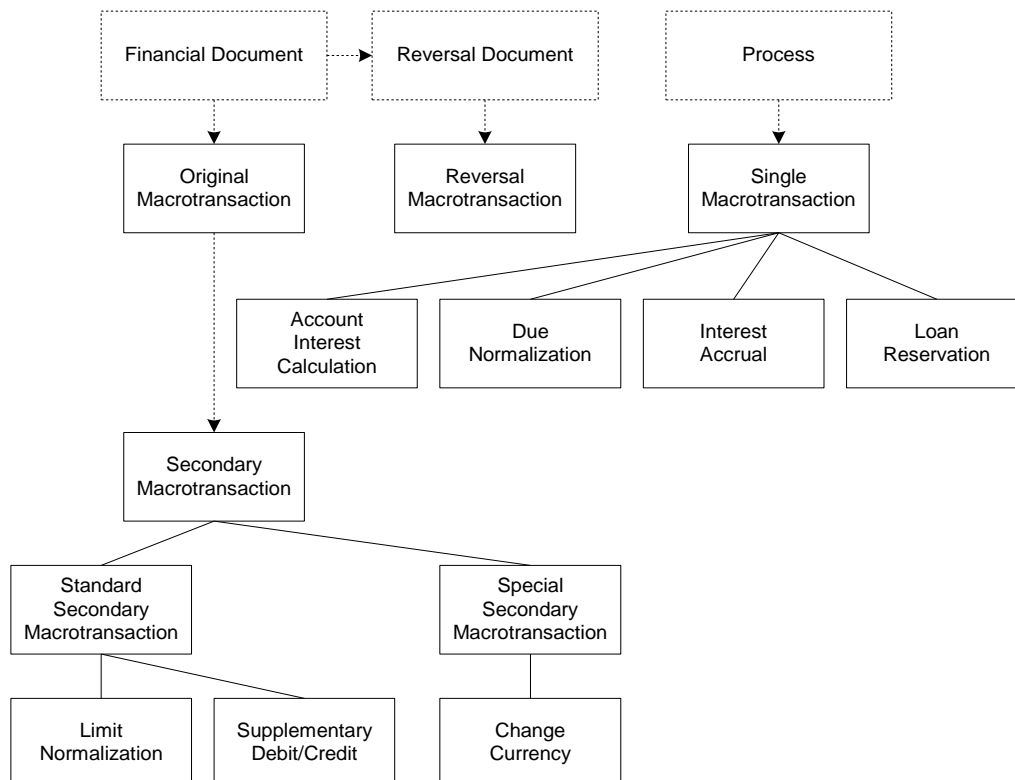 Financial Document
Reversal Document
Process
Original
Macrotransaction
Reversal
Macrotransaction
Single
Macrotransaction
Account
Interest
Calculation
Due
Normalization
Interest
Accrual
Loan
Reservation
Secondary
Macrotransaction
Standard
Secondary
Macrotransaction
Special
Secondary
Macrotransaction
Limit
Normalization
Supplementary
Debit/Credit
Change
Currency